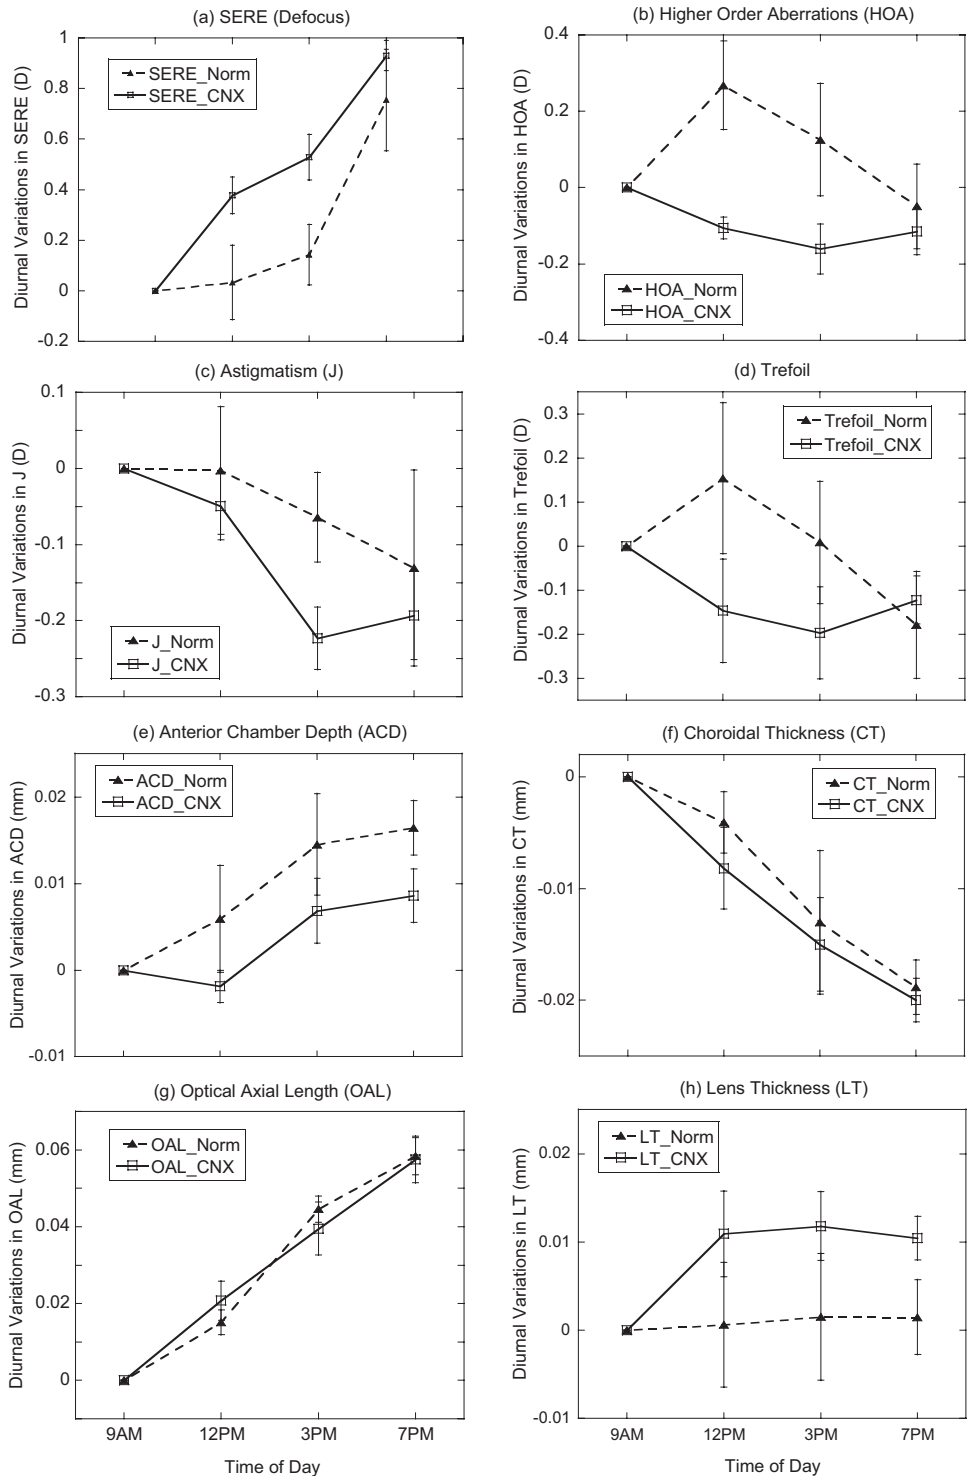 (a) SERE (Defocus)
Diurnal Variations in SERE (D)
1
0.8
0.6
0.4
0.2
0
-0.2
SERE_Norm
SERE_CNX
(b) Higher Order Aberrations (HOA)
Diurnal Variations in HOA (D)
0.4
0.2
0
-0.2
-0.4
HOA_Norm
HOA_CNX
(c) Astigmatism (J)
Diurnal Variations in J (D)
0.1
0
-0.1
-0.2
-0.3
J_Norm
J_CNX
(d) Trefoil
Diurnal Variations in Trefoil (D)
0.3
0.2
0.1
0
-0.1
-0.2
-0.3
Trefoil_Norm
Trefoil_CNX
(e) Anterior Chamber Depth (ACD)
Diurnal Variations in ACD (mm)
0.02
0.01
0
-0.01
ACD_Norm
ACD_CNX
(f) Choroidal Thickness (CT)
Diurnal Variations in CT (mm)
0
-0.01
-0.02
CT_Norm
CT_CNX
(g) Optical Axial Length (OAL)
Diurnal Variations in OAL (mm)
0.06
0.04
0.02
0
OAL_Norm
OAL_CNX
9AM 12PM 3PM 7PM
Time of Day
(h) Lens Thickness (LT)
Diurnal Variations in LT (mm)
0.02
0.01
0
-0.01
LT_Norm
LT_CNX
9AM 12PM 3PM 7PM
Time of Day